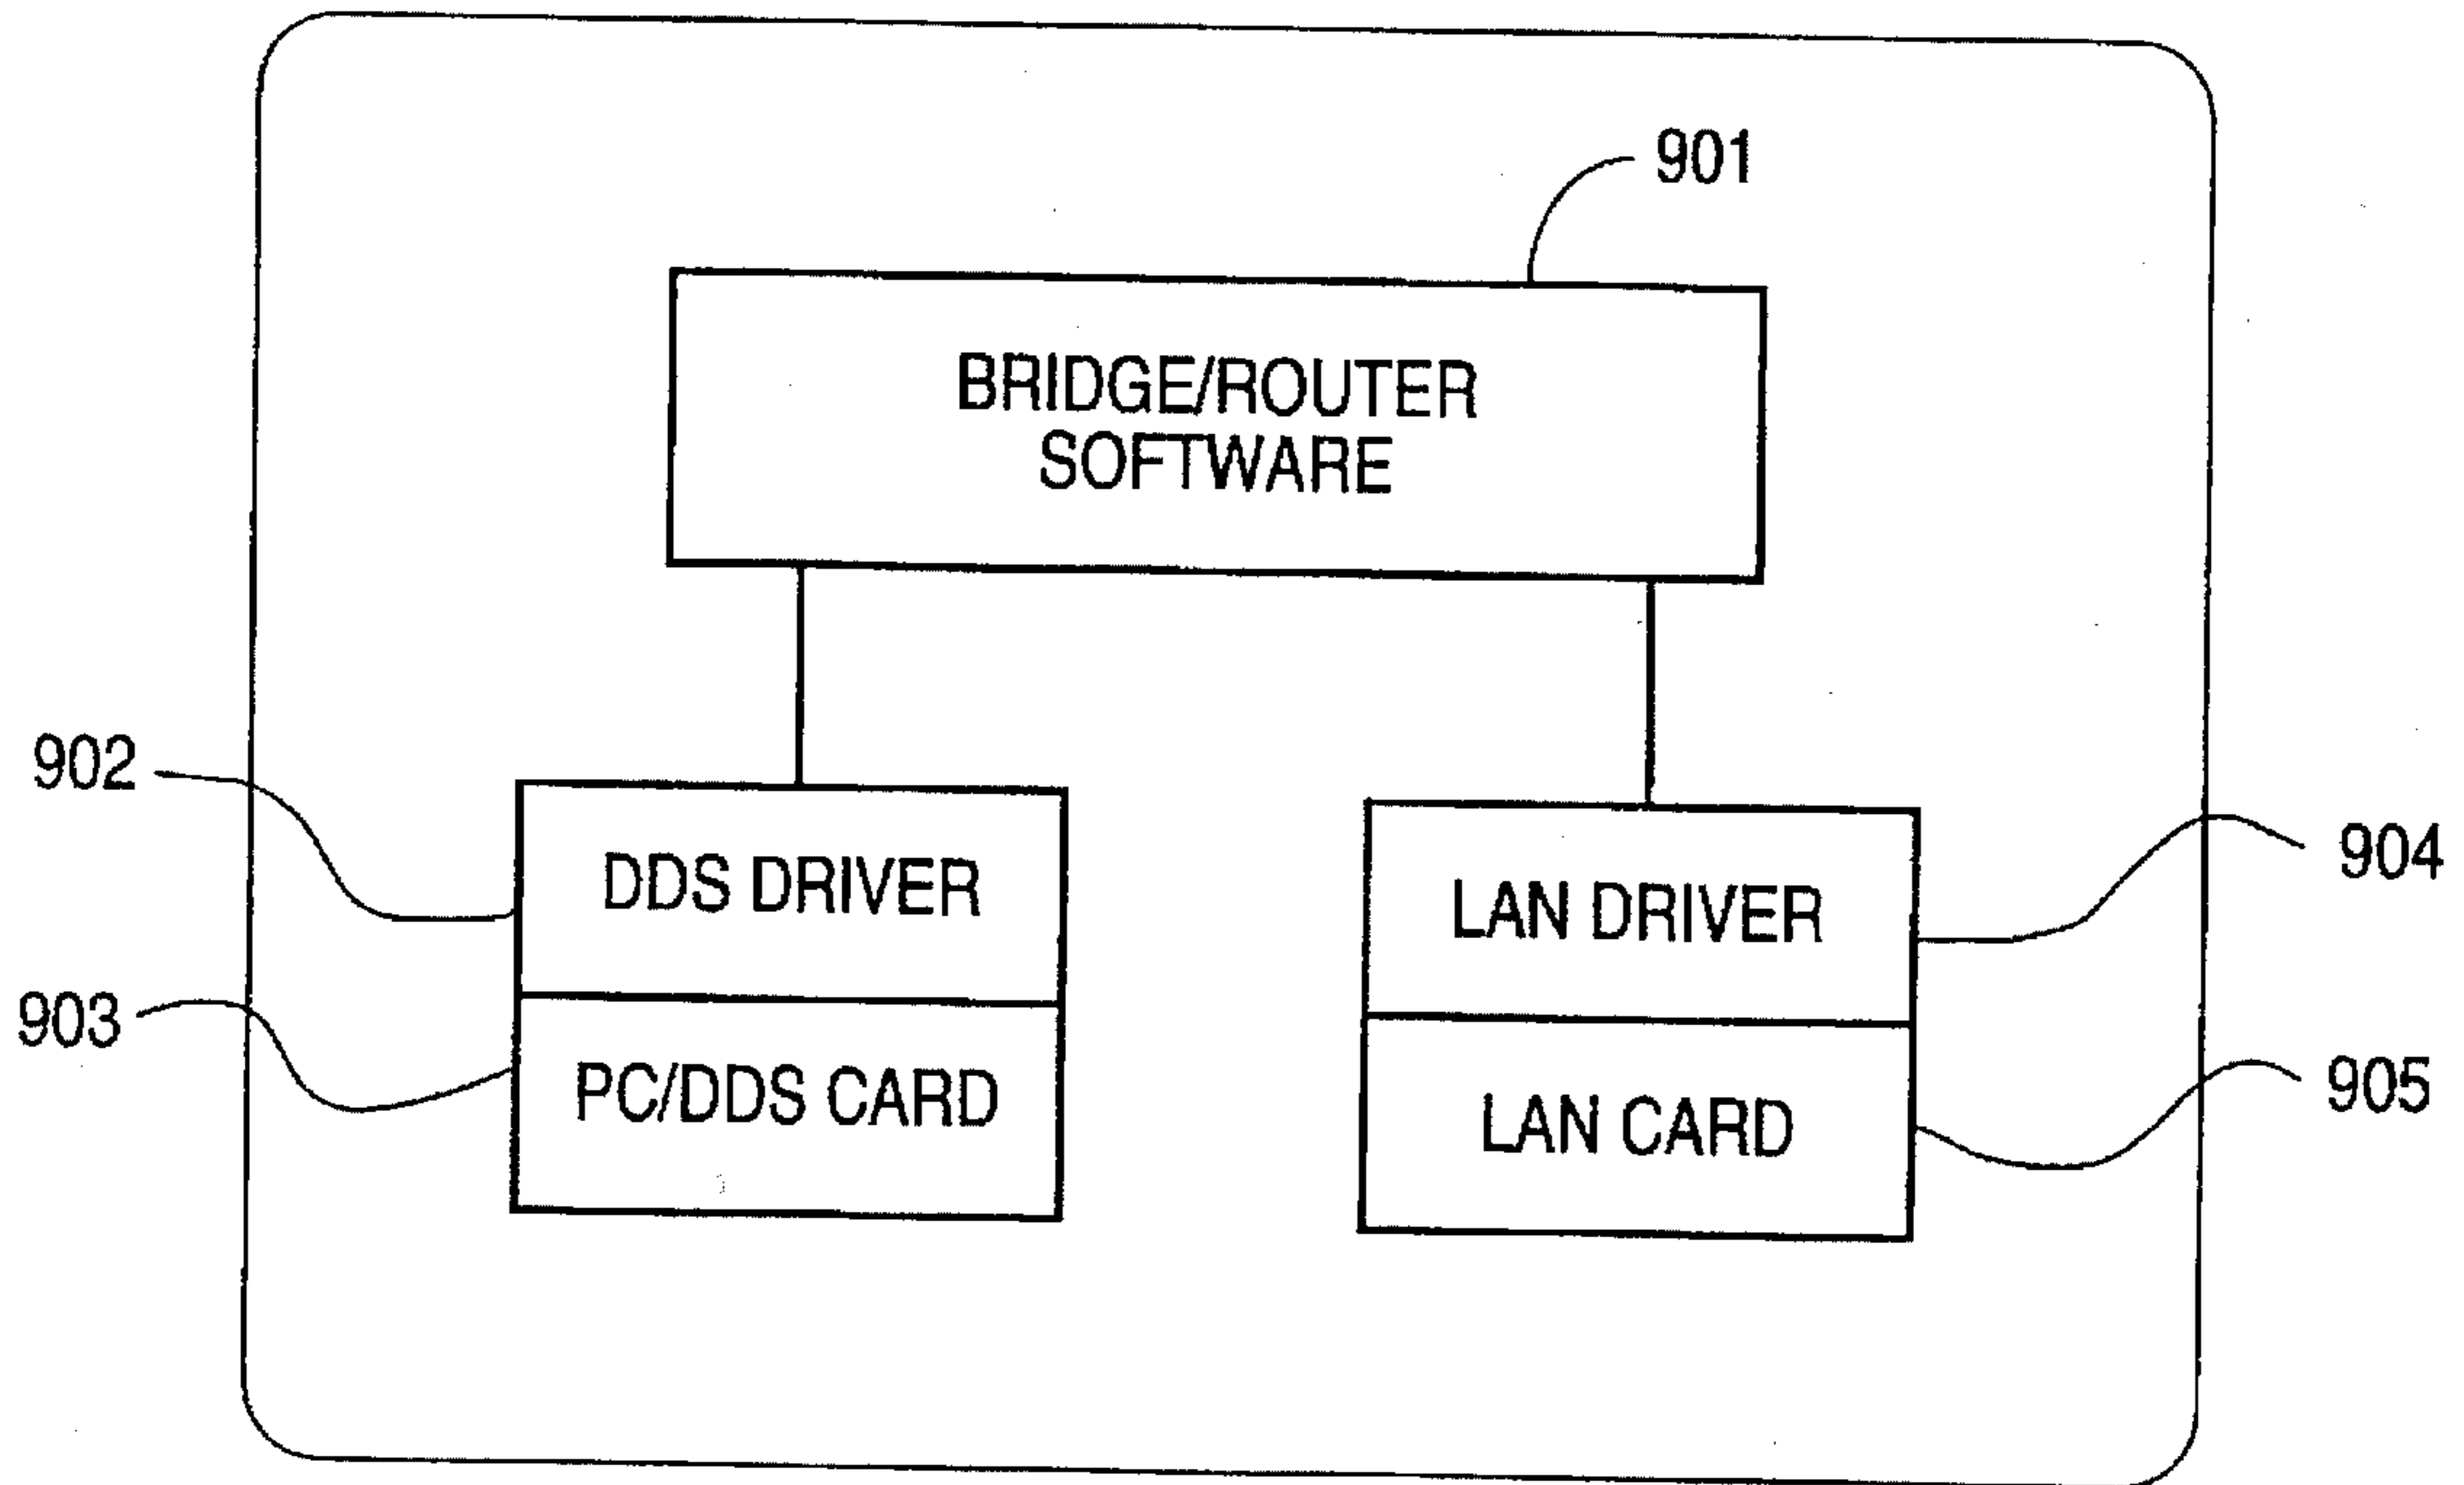 901
BRIDGE/ROUTER
SOFTWARE
902
DDS DRIVER
LAN DRIVER
904
903
PC/DDS CARD
LAN CARD
905